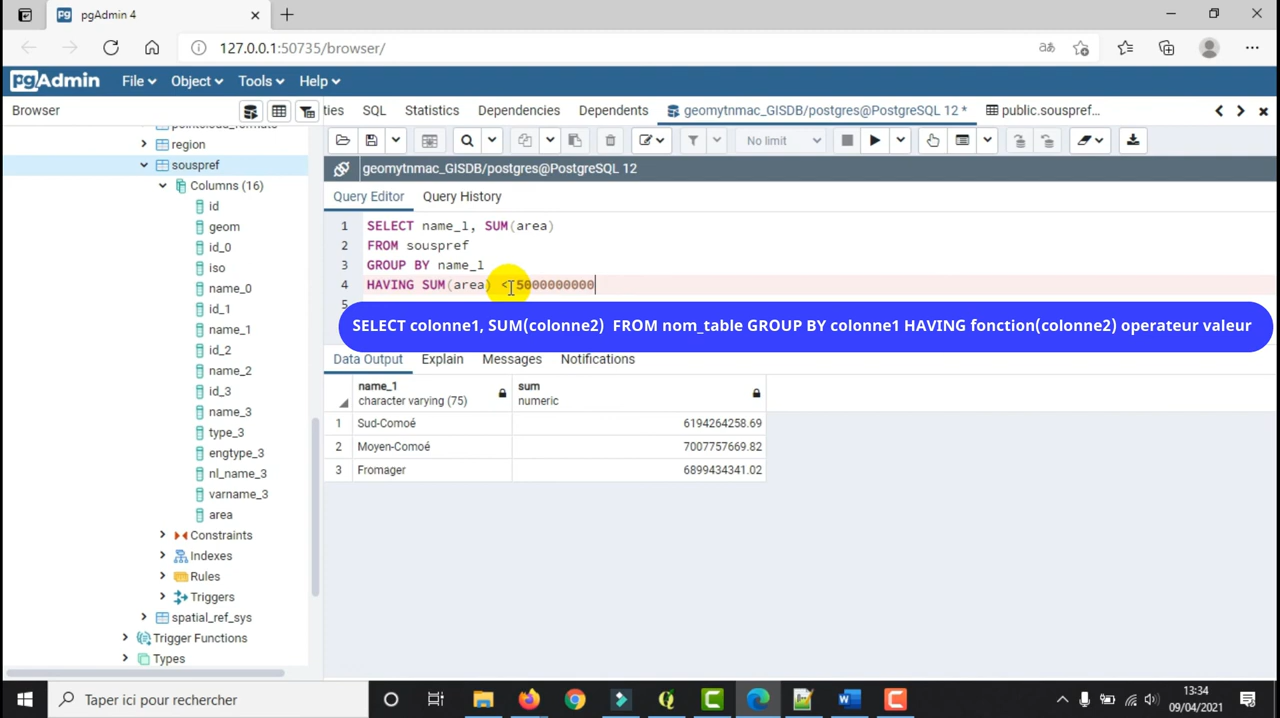 pgAdmin 4
127.0.0.1:50735/browser/
pgAdmin File Object Tools Help
Browser
ties SQL Statistics Dependencies Dependents geomytnmac_GISDB/postgres@PostgreSQL 12 * public.souspref...
No limit
region
geomytnmac_GISDB/postgres@PostgreSQL 12
souspref
Columns (16)
id
geom
id_0
iso
name_0
id_1
name_1
id_2
name_2
id_3
name_3
type_3
engtype_3
nl_name_3
varname_3
area
Constraints
Indexes
Rules
Triggers
spatial_ref_sys
Trigger Functions
Types
Query Editor Query History
1 SELECT name_1, SUM(area)
2 FROM souspref
3 GROUP BY name_1
4 HAVING SUM(area) < 5000000000
5
SELECT colonne1, SUM(colonne2) FROM nom_table GROUP BY colonne1 HAVING fonction(colonne2) operateur valeur
Data Output Explain Messages Notifications
name_1 sum
character varying (75) numeric
1 Sud-Comoé 6194264258.69
2 Moyen-Comoé 7007757669.82
3 Fromager 6899434341.02
Taper ici pour rechercher
13:34
09/04/2021